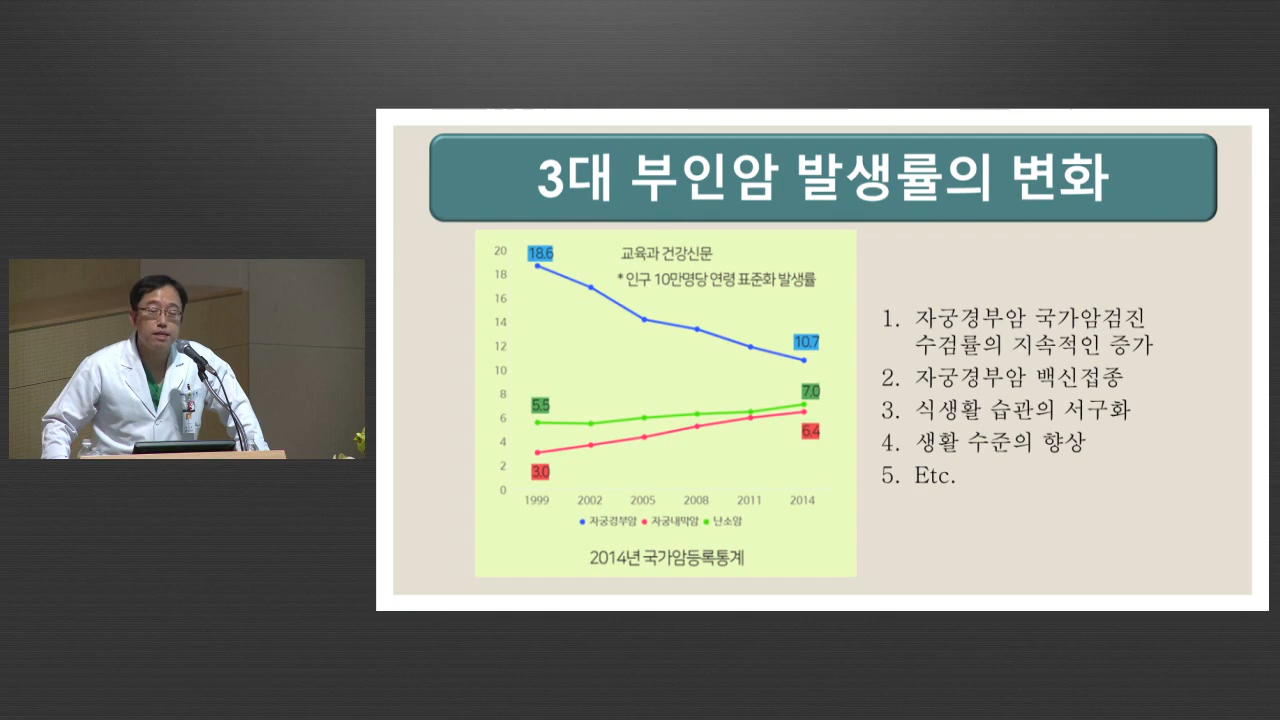 3대 부인암 발생률의 변화
교육과 건강신문
* 인구 10만명당 연령 표준화 발생률
20
18
16
14
12
10
8
6
4
2
0
18.6
10.7
5.5
7.0
3.0
6.4
1999 2002 2005 2008 2011 2014
자궁경부암 자궁내막암 난소암
2014년 국가암등록통계
1. 자궁경부암 국가암검진
수검률의 지속적인 증가
2. 자궁경부암 백신접종
3. 식생활 습관의 서구화
4. 생활 수준의 향상
5. Etc.